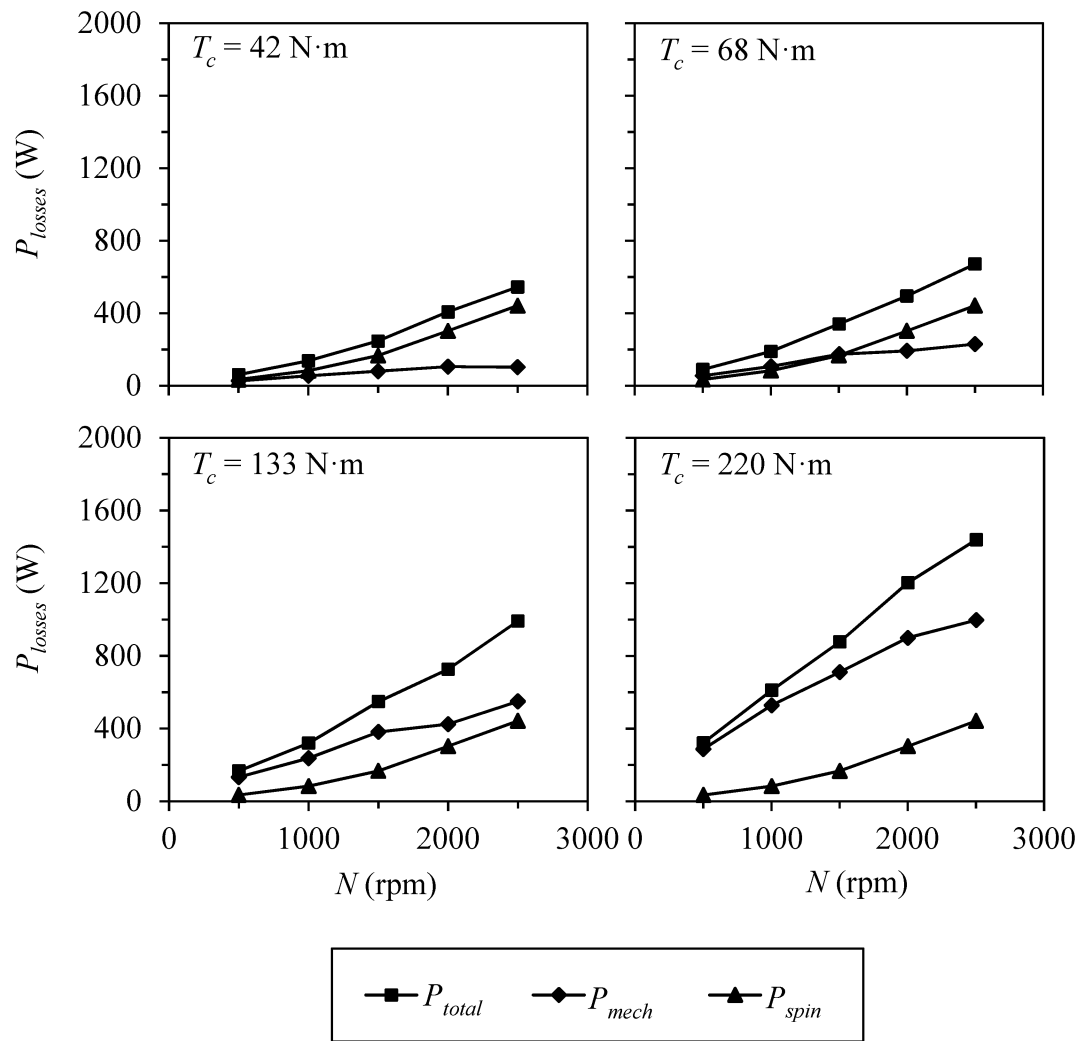 T_c = 42 N·m
T_c = 68 N·m
2000
1600
1200
800
400
0
P_losses (W)
T_c = 133 N·m
T_c = 220 N·m
2000
1600
1200
800
400
0
P_losses (W)
0 1000 2000 3000 0 1000 2000 3000
N (rpm) N (rpm)
P_total P_mech P_spin